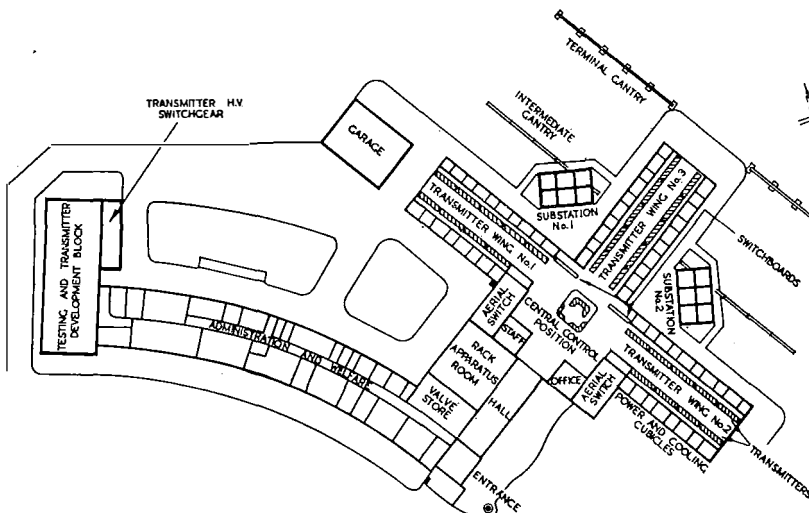 TERMINAL GANTRY
TRANSMITTER H.V.
SWITCHGEAR
INTERMEDIATE
GANTRY
GARAGE
TRANSMITTER WING No.1
SUBSTATION
No.1
TRANSMITTER WING No.3
SWITCHBOARDS
TESTING AND TRANSMITTER
DEVELOPMENT BLOCK
SUBSTATION
No.2
AERIAL
SWITCH
CENTRAL CONTROL
POSITION
STAFF
ADMINISTRATION AND WELFARE
RACK
APPARATUS
ROOM
TRANSMITTER WING No.2
OFFICE
AERIAL
SWITCH
VALVE
STORE
HALL
POWER AND COOLING
CUBICLES
TRANSMITTERS
ENTRANCE